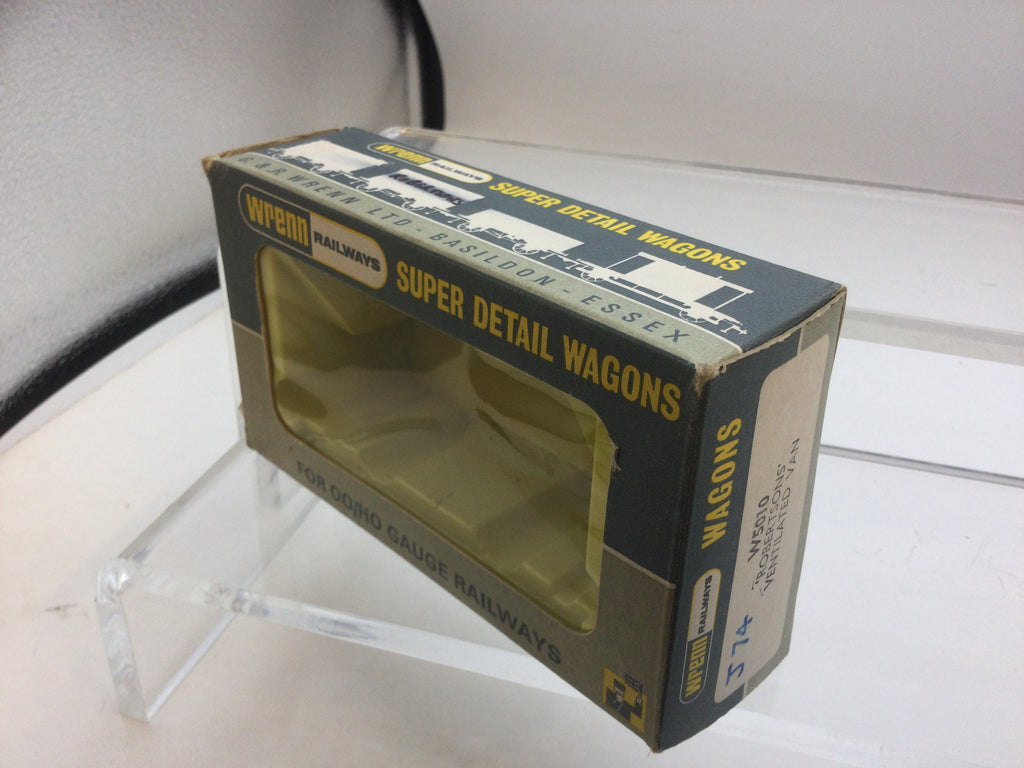 wrenn RAILWAYS
SUPER DETAIL WAGONS
G. & R. WRENN LTD - BASILDON - ESSEX
wrenn RAILWAYS
SUPER DETAIL WAGONS
FOR OO/HO GAUGE RAILWAYS
WAGONS
wrenn RAILWAYS
W5010
'ROBERTSONS'
VENTILATED VAN
J 74